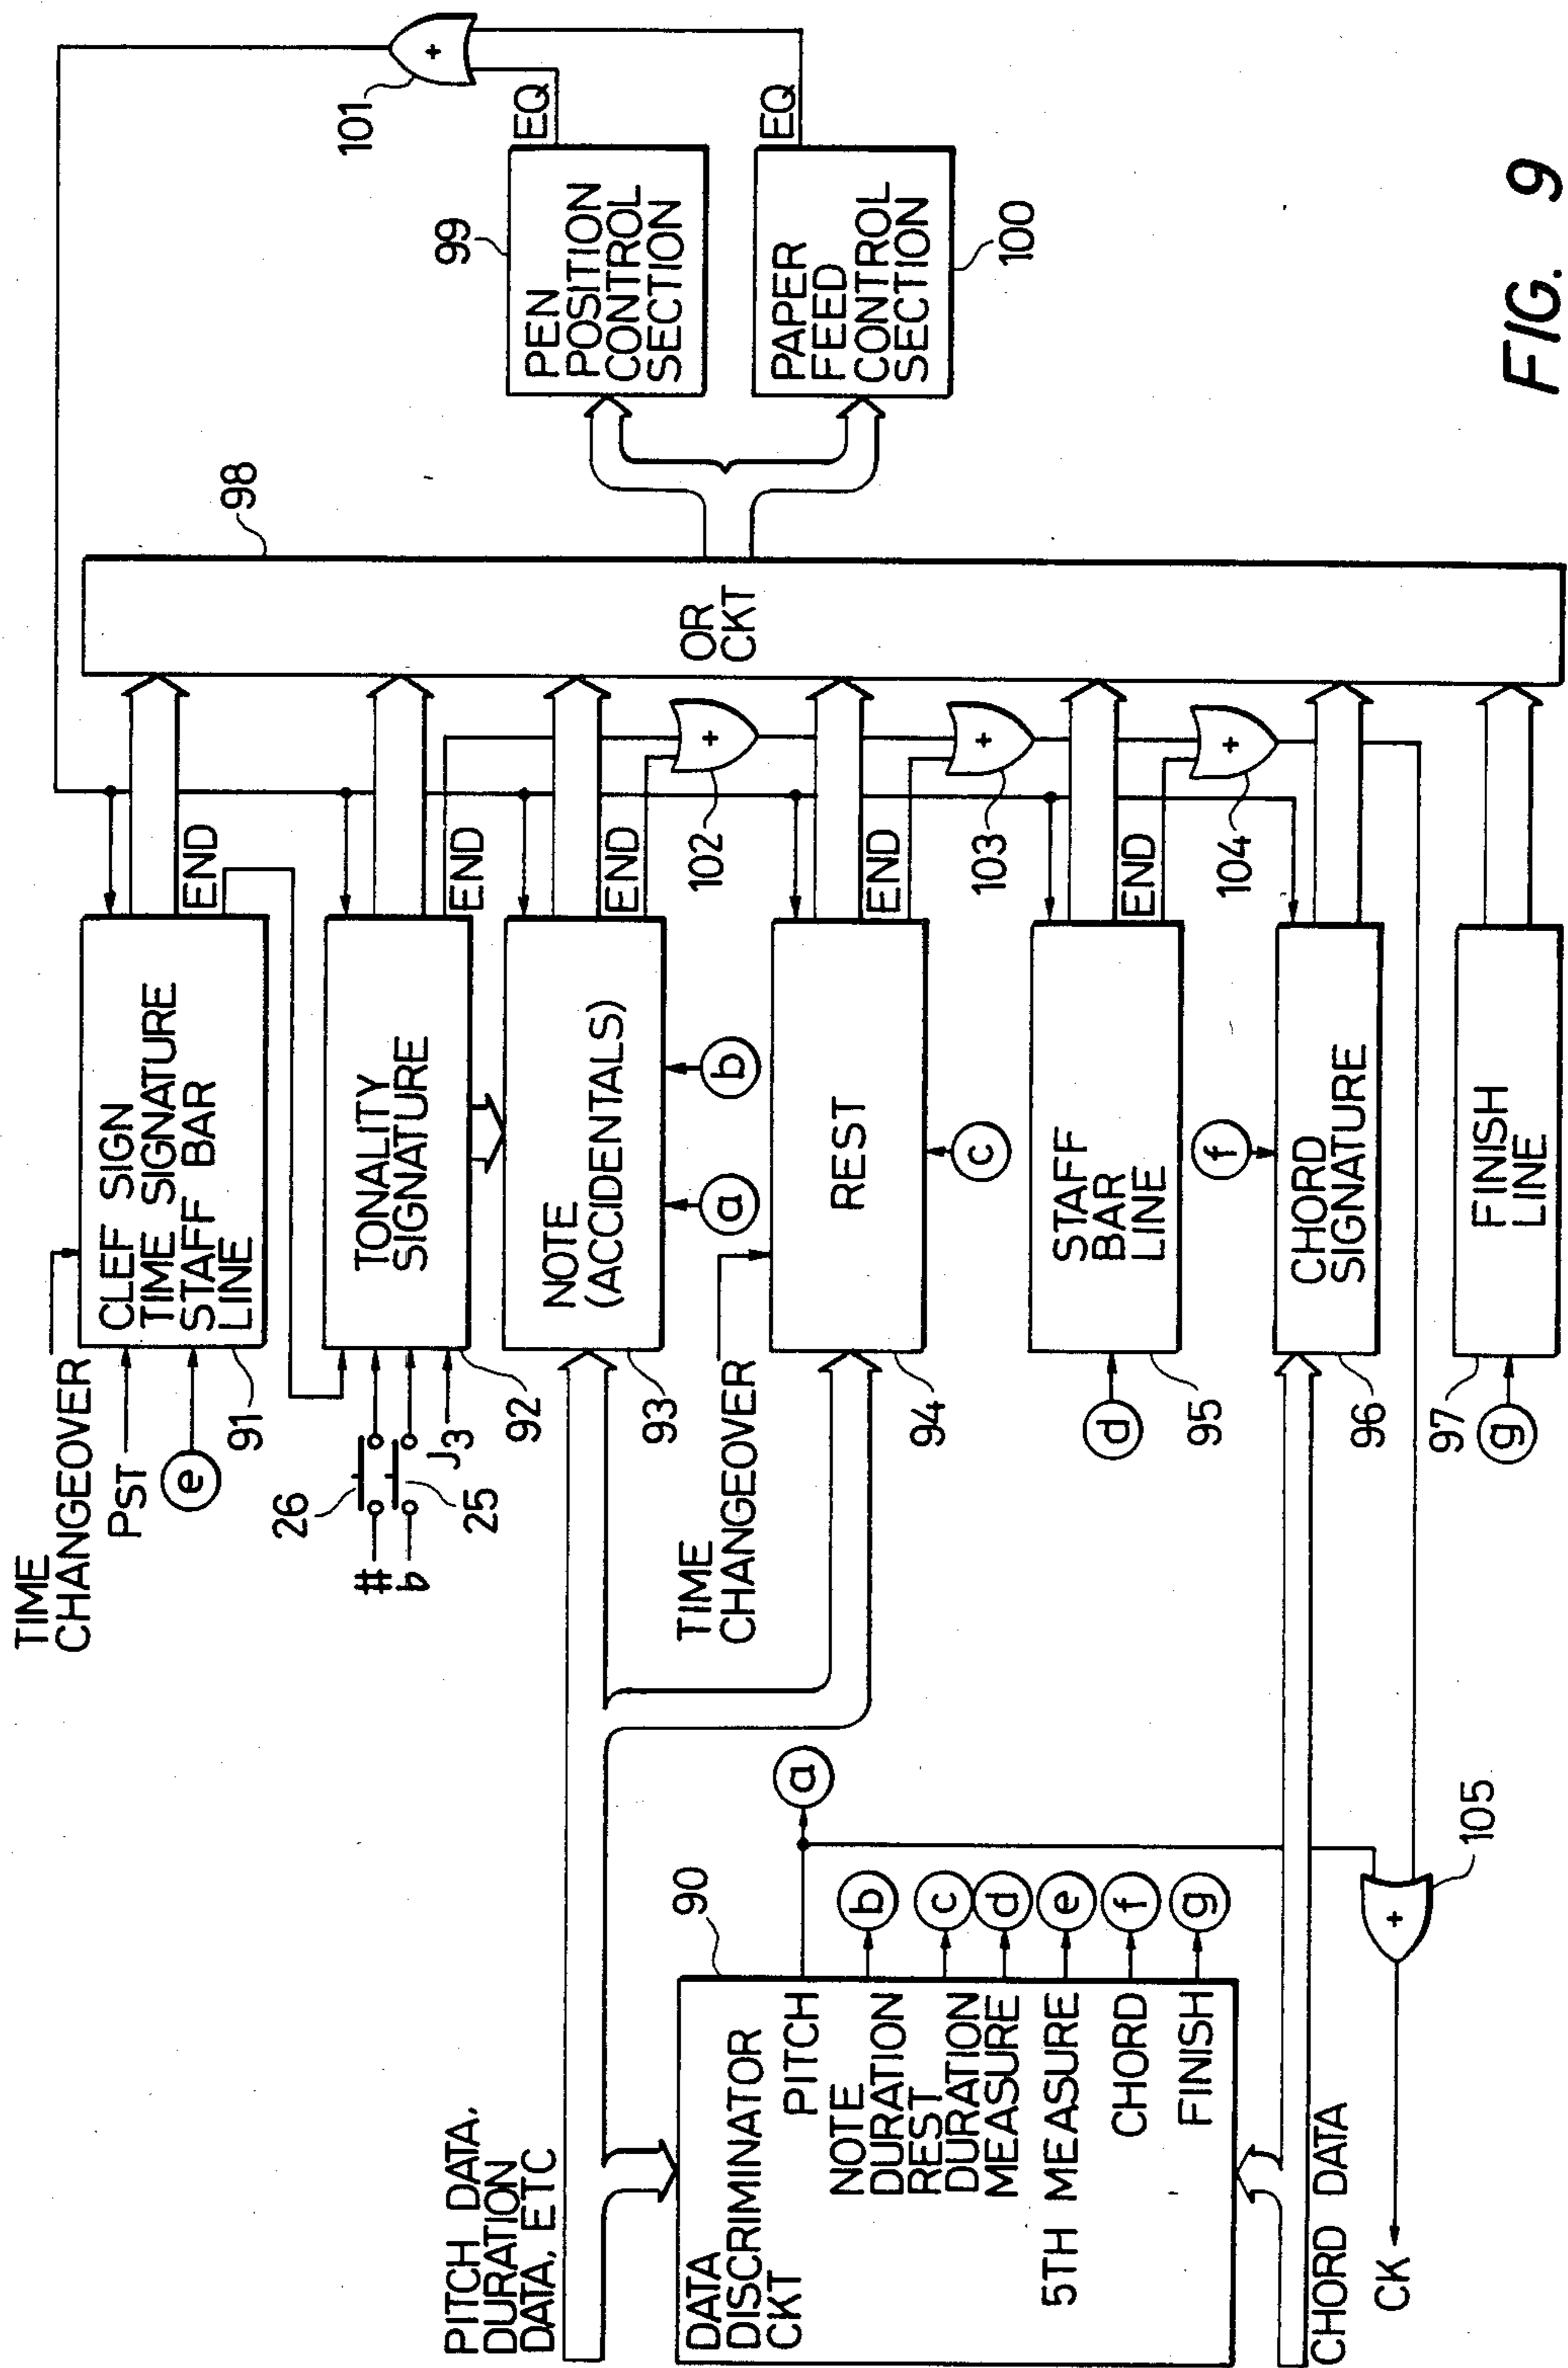 TIME
CHANGEOVER
PST
e
91
CLEF SIGN
TIME SIGNATURE
STAFF BAR
LINE
END
26
#
♭
25
J3
92
TONALITY
SIGNATURE
END
PITCH DATA,
DURATION
DATA, ETC
93
NOTE
(ACCIDENTALS)
END
a
b
102
+
TIME
CHANGEOVER
94
REST
END
c
103
+
d
95
STAFF
BAR
LINE
END
104
+
f
96
CHORD
SIGNATURE
97
g
FINISH
LINE
98
OR
CKT
99
PEN
POSITION
CONTROL
SECTION
EQ
PAPER
FEED
CONTROL
SECTION
100
EQ
101
+
90
DATA
DISCRIMINATOR
CKT
PITCH
a
NOTE
DURATION
b
REST
DURATION
c
MEASURE
d
5TH MEASURE
e
CHORD
f
FINISH
g
CHORD DATA
CK
+
105
FIG. 9